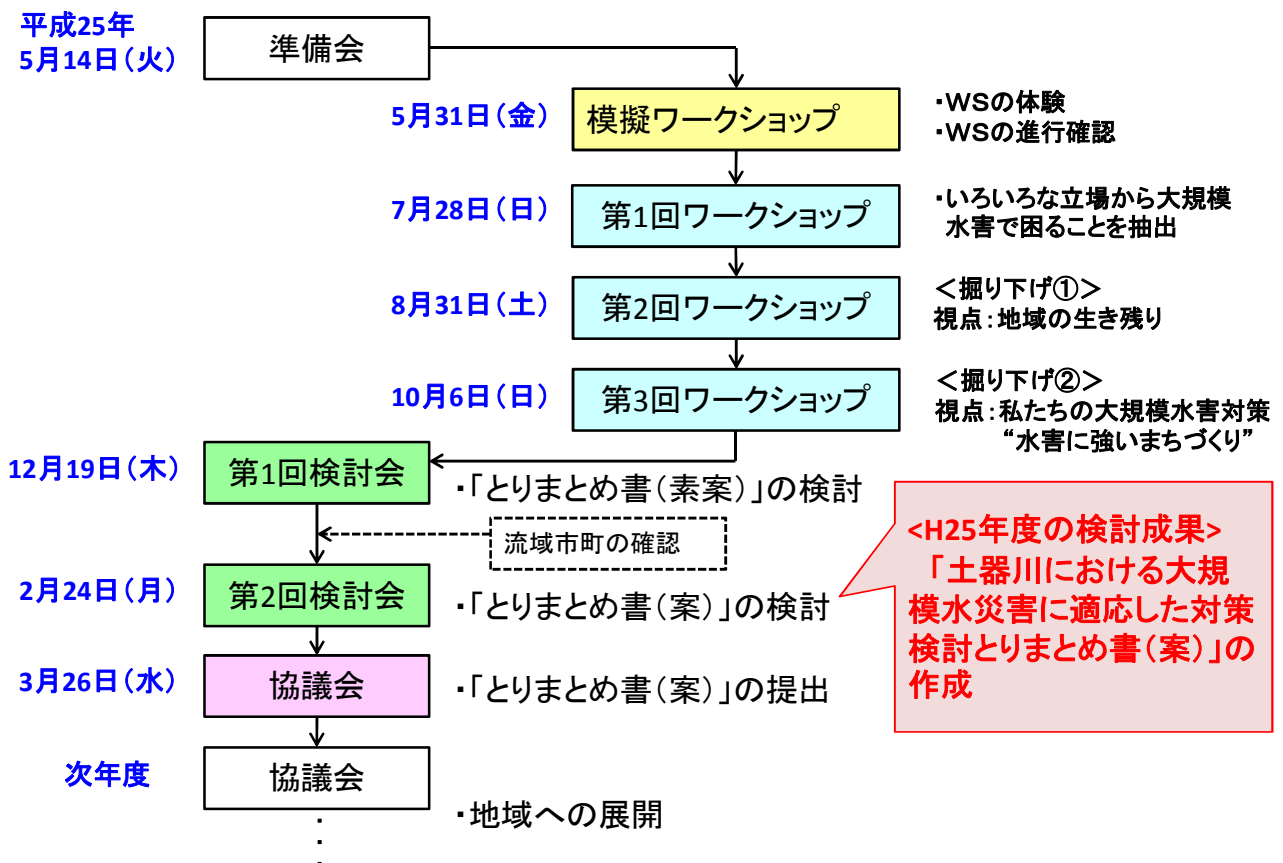 平成25年
5月14日(火)
準備会
5月31日(金)
模擬ワークショップ
・WSの体験
・WSの進行確認
7月28日(日)
第1回ワークショップ
・いろいろな立場から大規模
水害で困ることを抽出
8月31日(土)
第2回ワークショップ
＜掘り下げ①＞
視点:地域の生き残り
10月6日(日)
第3回ワークショップ
＜掘り下げ②＞
視点:私たちの大規模水害対策
“水害に強いまちづくり”
12月19日(木)
第1回検討会
・「とりまとめ書(素案)」の検討
流域市町の確認
2月24日(月)
第2回検討会
・「とりまとめ書(案)」の検討
<H25年度の検討成果>
「土器川における大規
模水災害に適応した対策
検討とりまとめ書(案)」の
作成
3月26日(水)
協議会
・「とりまとめ書(案)」の提出
次年度
協議会
・地域への展開